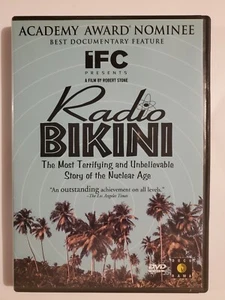 ACADEMY AWARD NOMINEE
BEST DOCUMENTARY FEATURE
iFC
PRESENTS
A FILM BY ROBERT STONE
Radio
BIKINI
The Most Terrifying and Unbelievable
Story of the Nuclear Age
"An outstanding achievement on all levels."
—The Los Angeles Times
DVD